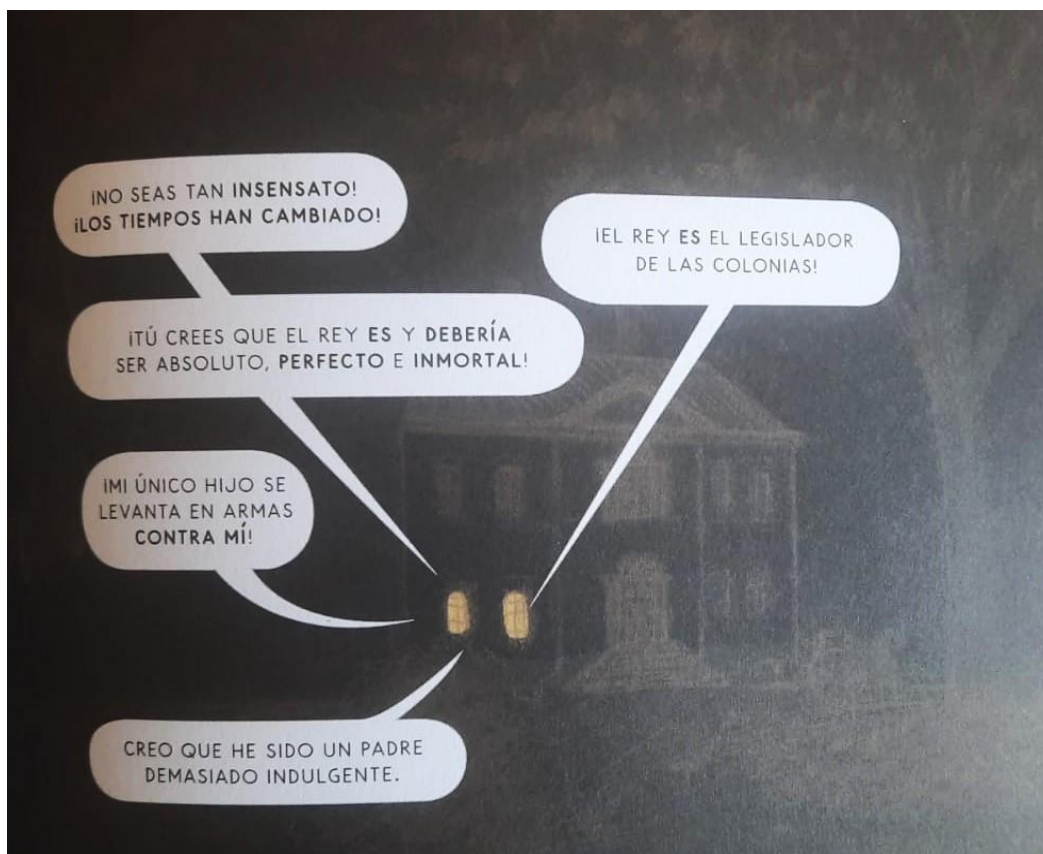 ¡NO SEAS TAN INSENSATO!
¡LOS TIEMPOS HAN CAMBIADO!
¡EL REY ES EL LEGISLADOR
DE LAS COLONIAS!
¡TÚ CREES QUE EL REY ES Y DEBERÍA
SER ABSOLUTO, PERFECTO E INMORTAL!
¡MI ÚNICO HIJO SE
LEVANTA EN ARMAS
CONTRA MÍ!
CREO QUE HE SIDO UN PADRE
DEMASIADO INDULGENTE.